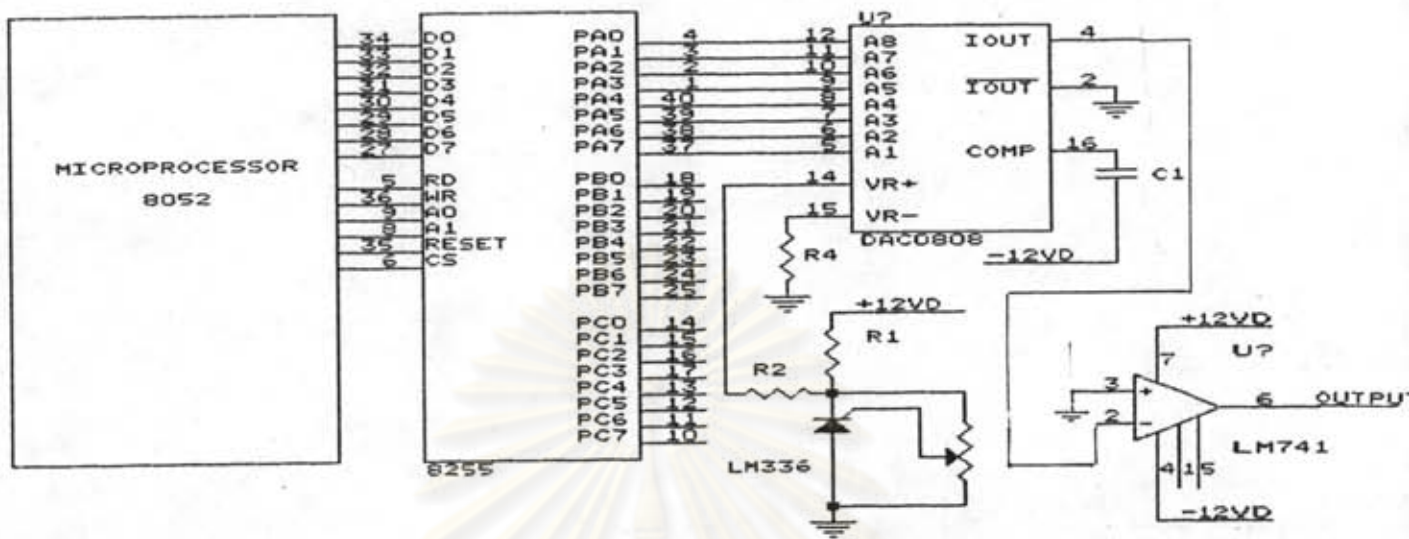 MICROPROCESSOR
8052
34 D0
33 D1
32 D2
31 D3
30 D4
29 D5
28 D6
27 D7
5 RD
36 WR
9 A0
8 A1
35 RESET
6 CS
8255
PA0 4
PA1 3
PA2 2
PA3 1
PA4 40
PA5 39
PA6 38
PA7 37
PB0 18
PB1 19
PB2 20
PB3 21
PB4 22
PB5 23
PB6 24
PB7 25
PC0 14
PC1 15
PC2 16
PC3 17
PC4 13
PC5 12
PC6 11
PC7 10
U?
12 A8
11 A7
10 A6
9 A5
8 A4
7 A3
6 A2
5 A1
14 VR+
15 VR-
IOUT 4
IOUT 2
COMP 16
DAC0808
C1
-12VD
R4
+12VD
R1
R2
LM336
+12VD
U?
7
3 +
2 -
6 OUTPUT
LM741
4 1 5
-12VD